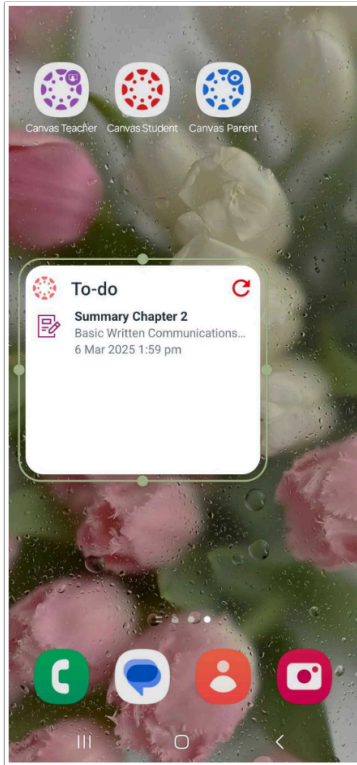 Canvas Teacher Canvas Student Canvas Parent
To-do
Summary Chapter 2
Basic Written Communications...
6 Mar 2025 1:59 pm